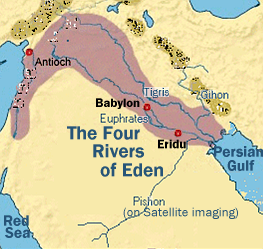 Antioch
Tigris
Gihon
Babylon
Euphrates
The Four
Rivers
of Eden
Eridu
Persian
Gulf
Pishon
(on Satellite imaging)
Red
Sea